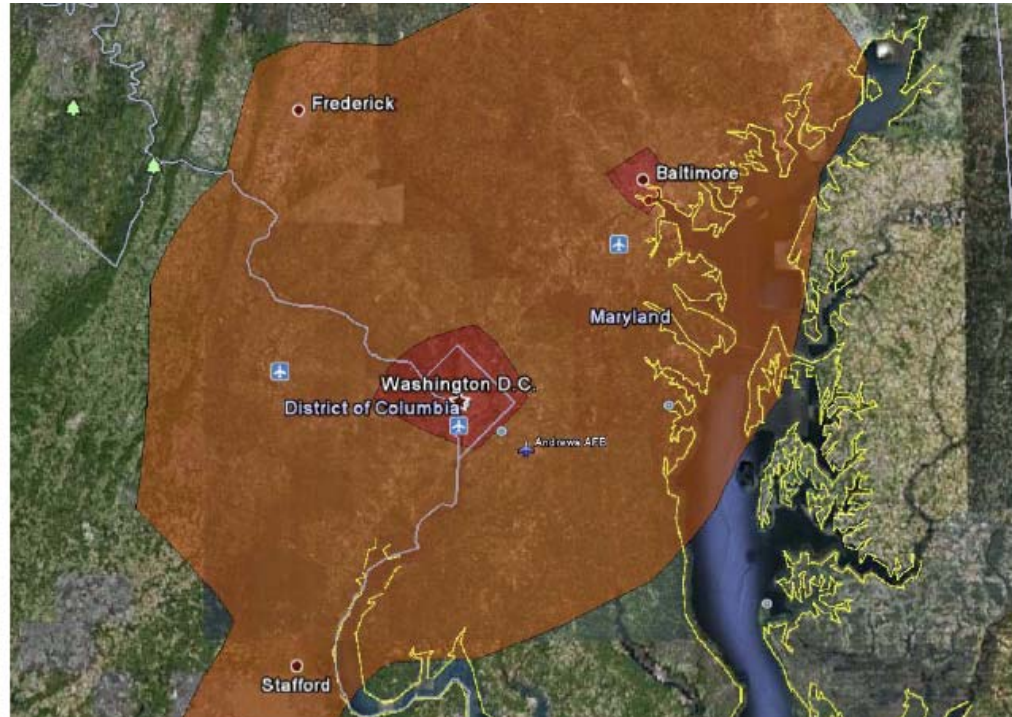 Frederick
Baltimore
Maryland
Washington D.C.
District of Columbia
Andrews AFB
Stafford